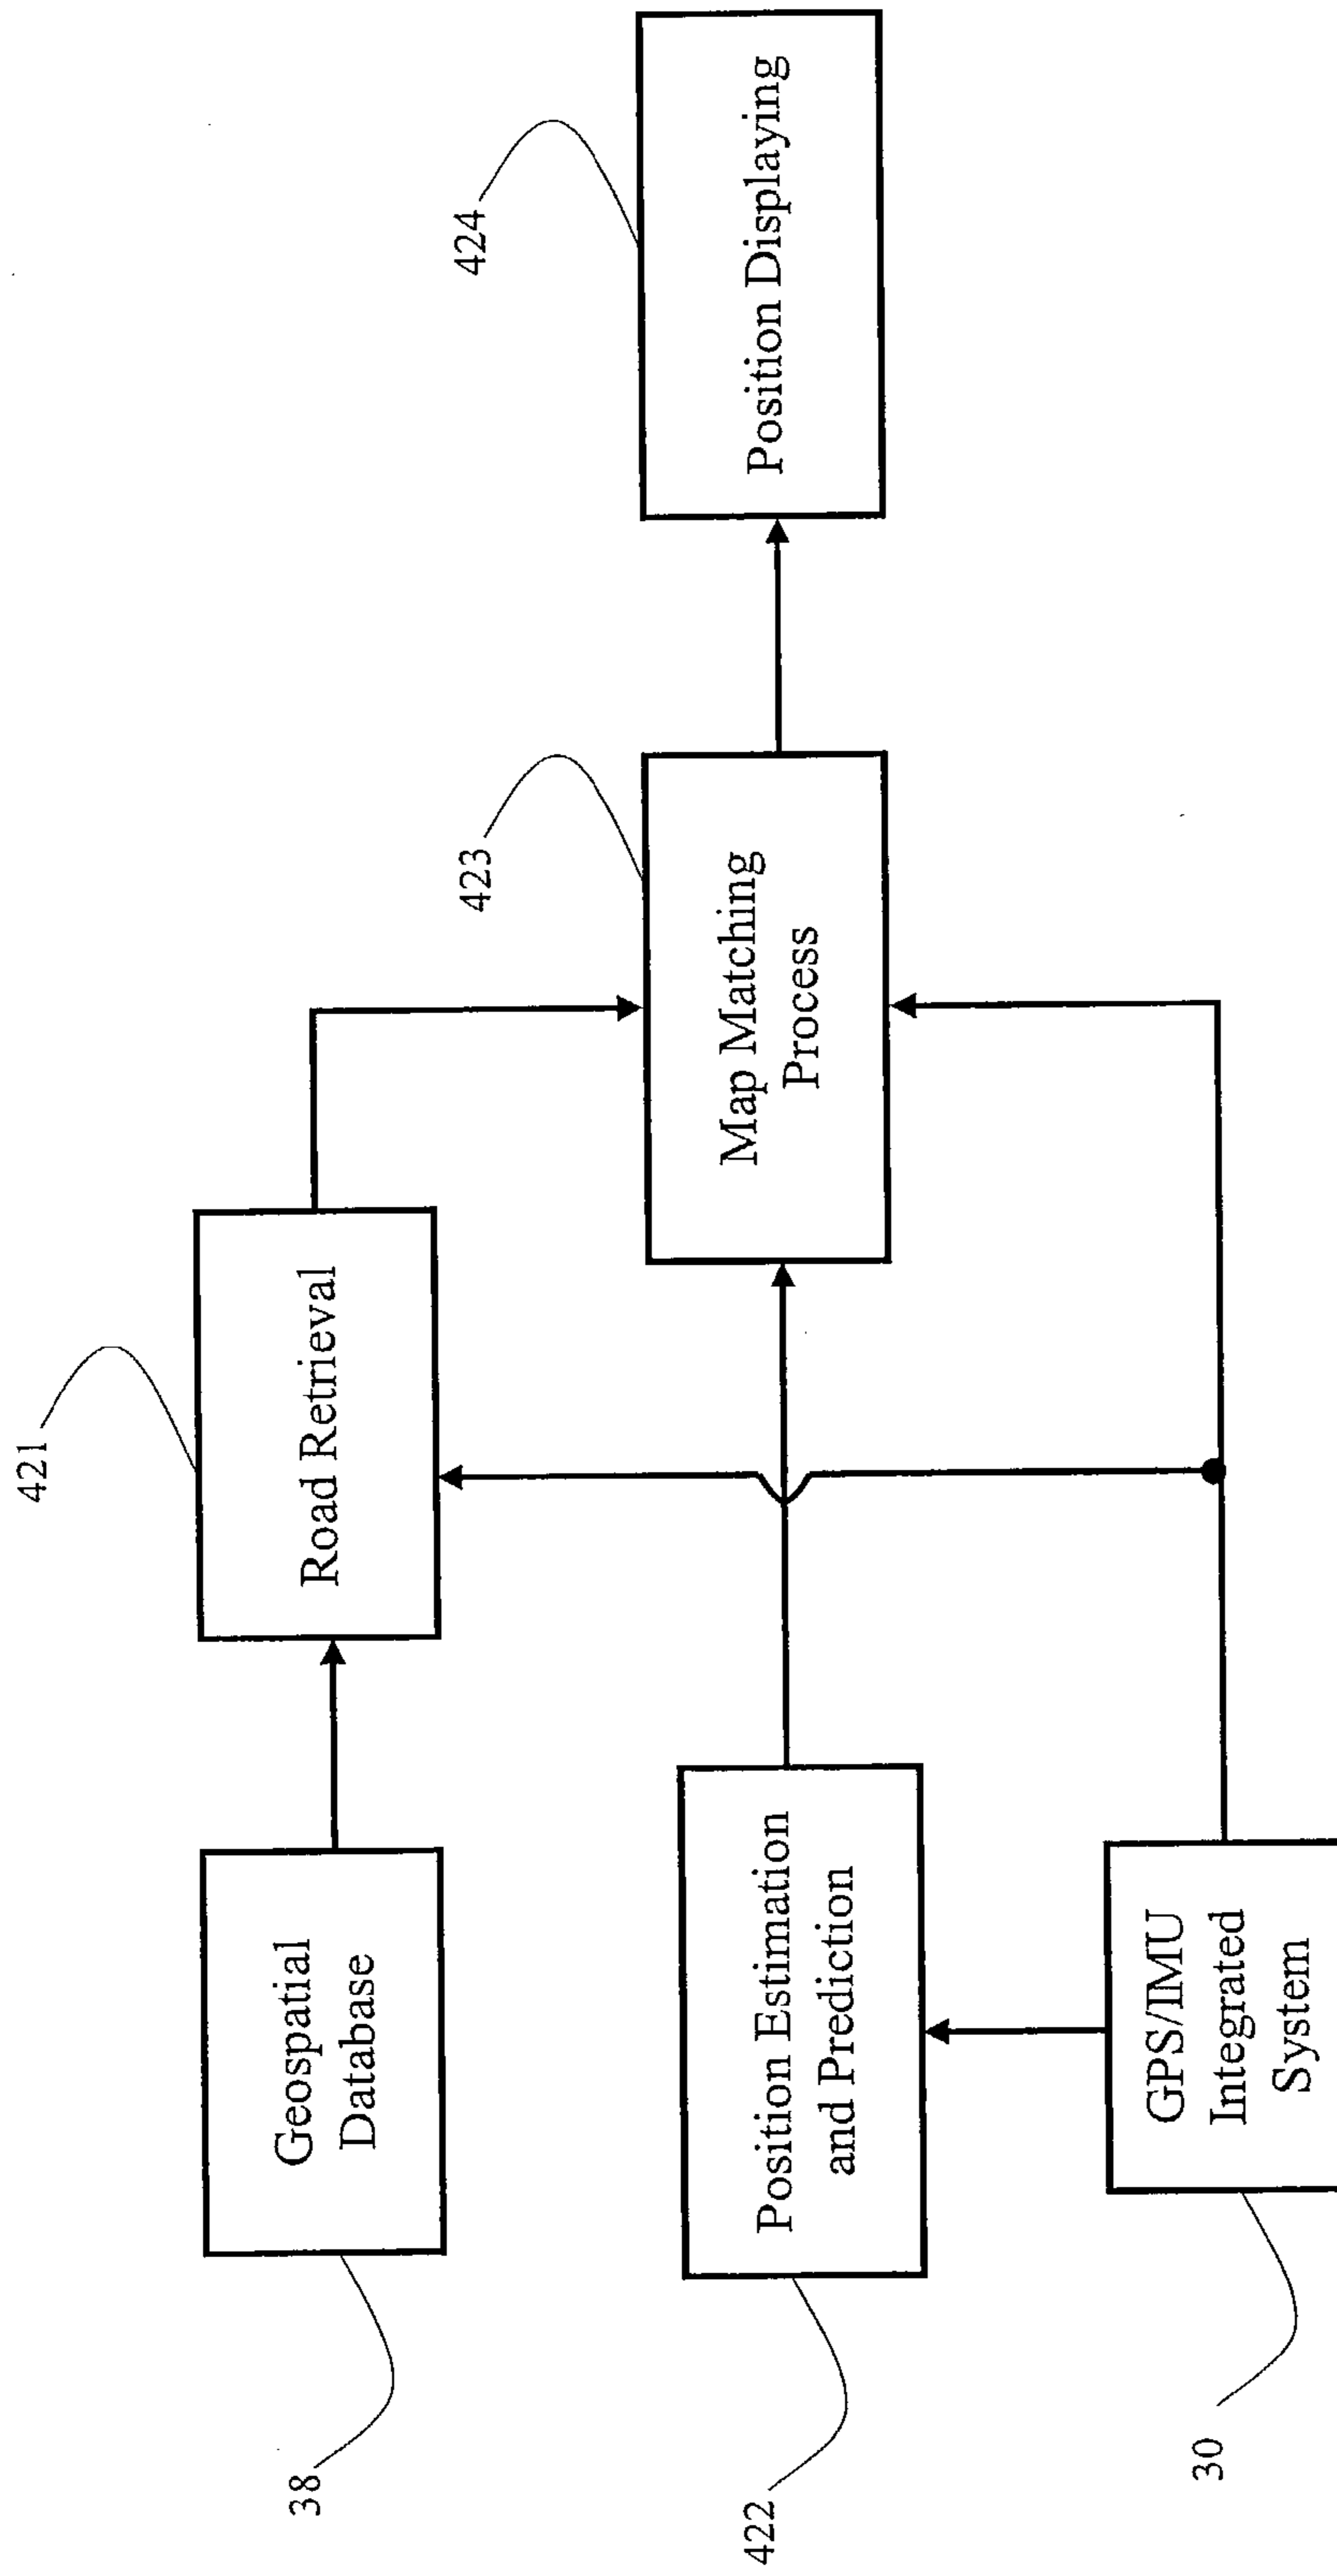 421
424
Road Retrieval
Geospatial
Database
38
423
Map Matching
Process
Position Displaying
Position Estimation
and Prediction
422
GPS/IMU
Integrated
System
30